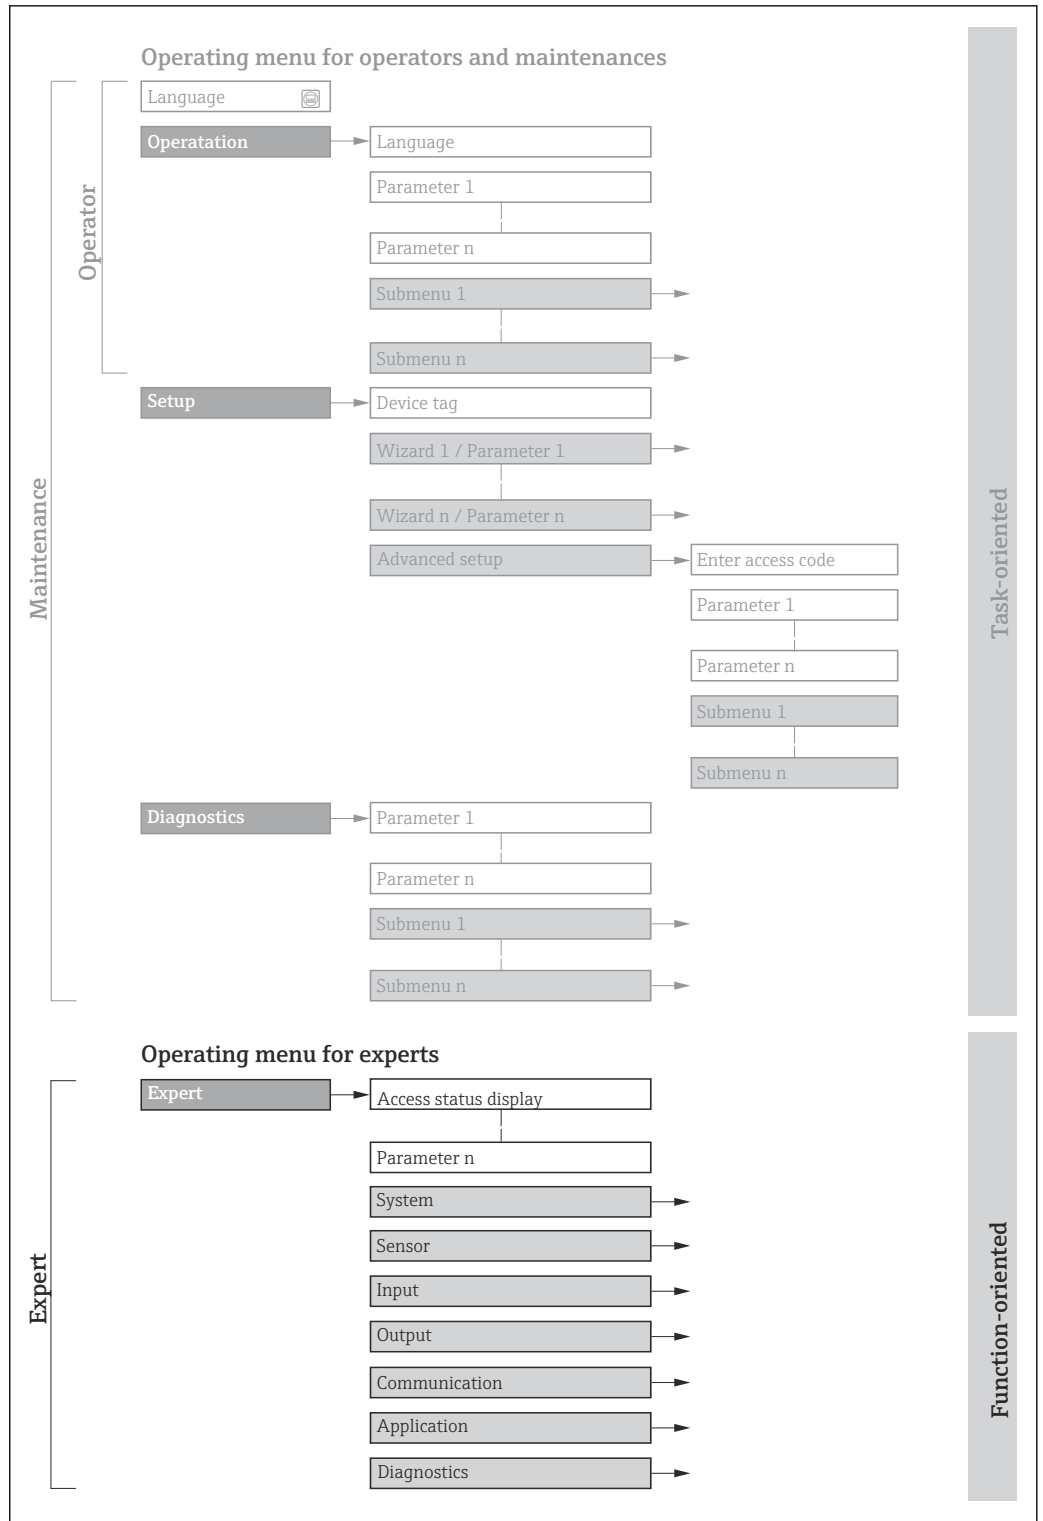 Operating menu for operators and maintenances
Language
Operatation
Language
Parameter 1
Parameter n
Submenu 1
Submenu n
Operator
Setup
Device tag
Wizard 1 / Parameter 1
Wizard n / Parameter n
Advanced setup
Enter access code
Parameter 1
Parameter n
Submenu 1
Submenu n
Maintenance
Task-oriented
Diagnostics
Parameter 1
Parameter n
Submenu 1
Submenu n
Operating menu for experts
Expert
Access status display
Parameter n
System
Sensor
Input
Output
Communication
Application
Diagnostics
Expert
Function-oriented